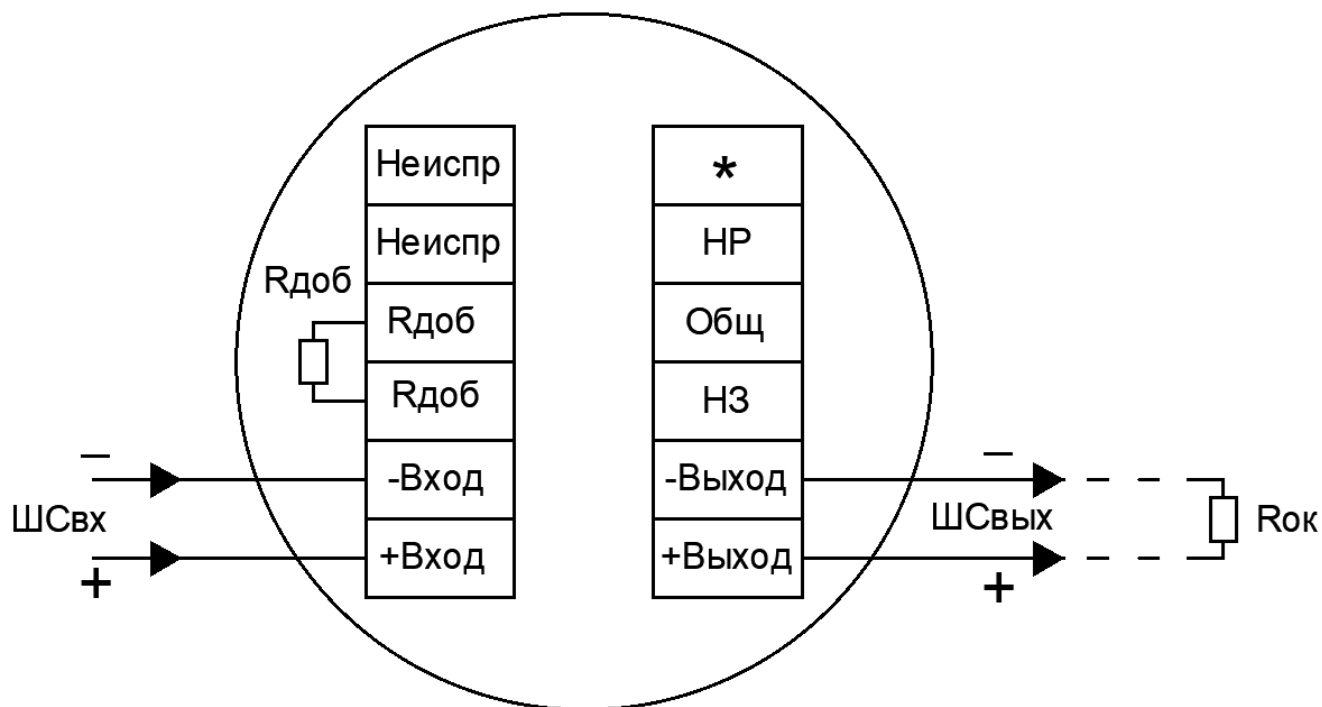 Неиспр
*
Неиспр
НР
Rдоб
Rдоб
Общ
Rдоб
НЗ
–
-Вход
-Выход
–
ШСвх
ШСвых
Rок
+Вход
+Выход
+
+